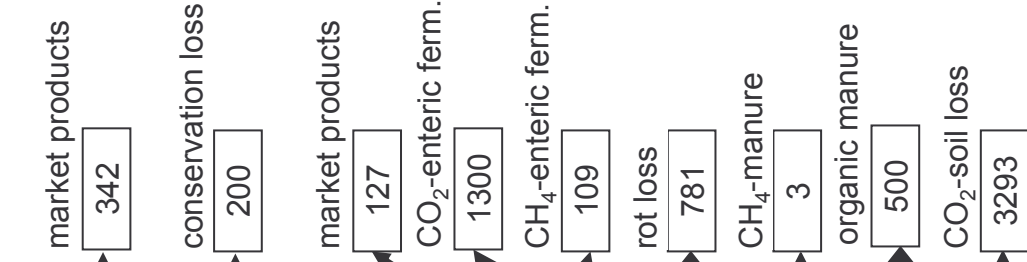 market products
342
conservation loss
200
market products
127
CO₂-enteric ferm.
1300
CH₄-enteric ferm.
109
rot loss
781
CH₄-manure
3
organic manure
500
CO₂-soil loss
3293